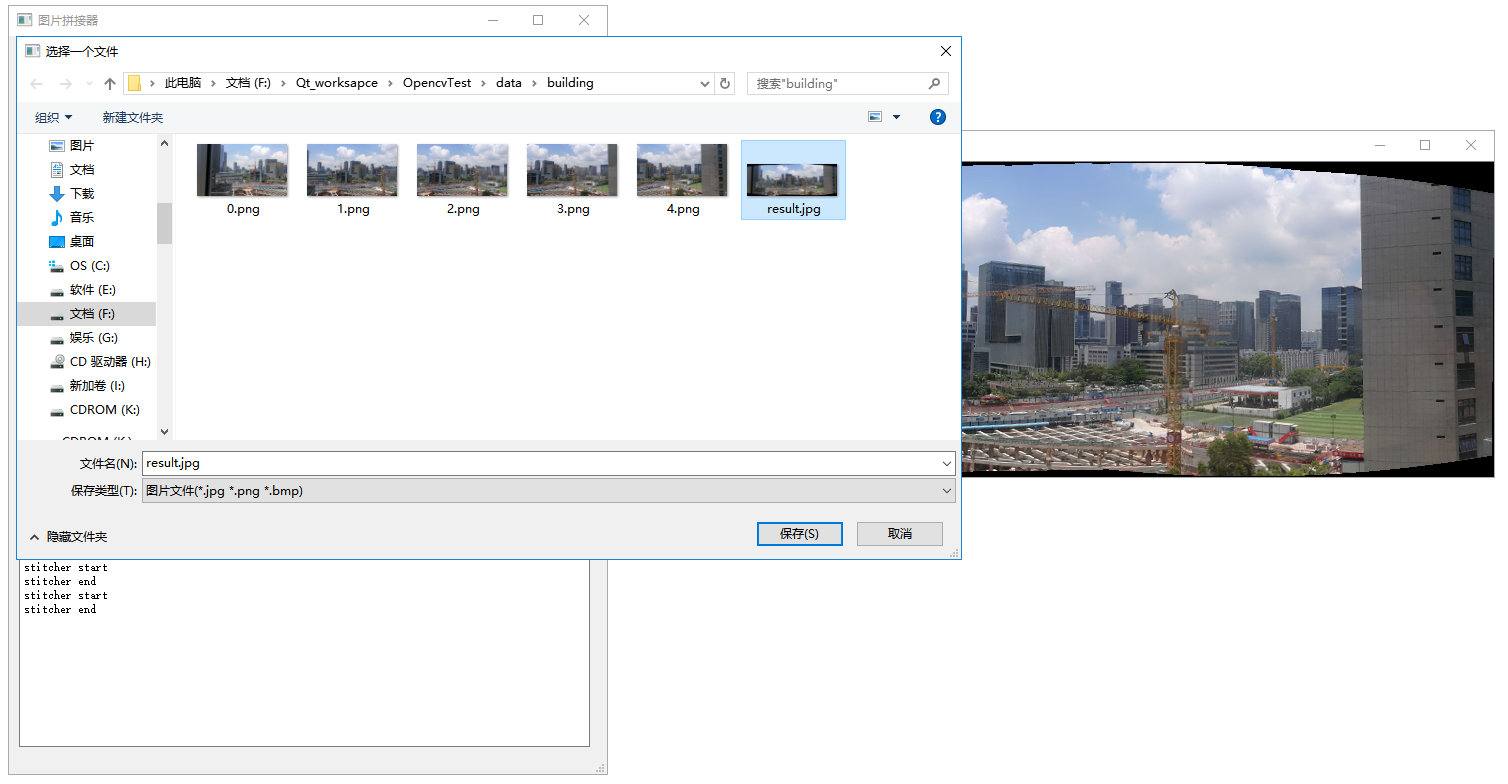 图片拼接器
选择一个文件
此电脑 文档 (F:) Qt_worksapce OpencvTest data building
搜索"building"
组织 新建文件夹
图片
文档
下载
音乐
桌面
OS (C:)
软件 (E:)
文档 (F:)
娱乐 (G:)
CD 驱动器 (H:)
新加卷 (I:)
CDROM (K:)
CDROM (K:)
0.png 1.png 2.png 3.png 4.png result.jpg
文件名(N): result.jpg
保存类型(T): 图片文件(*.jpg *.png *.bmp)
隐藏文件夹
保存(S) 取消
stitcher start
stitcher end
stitcher start
stitcher end